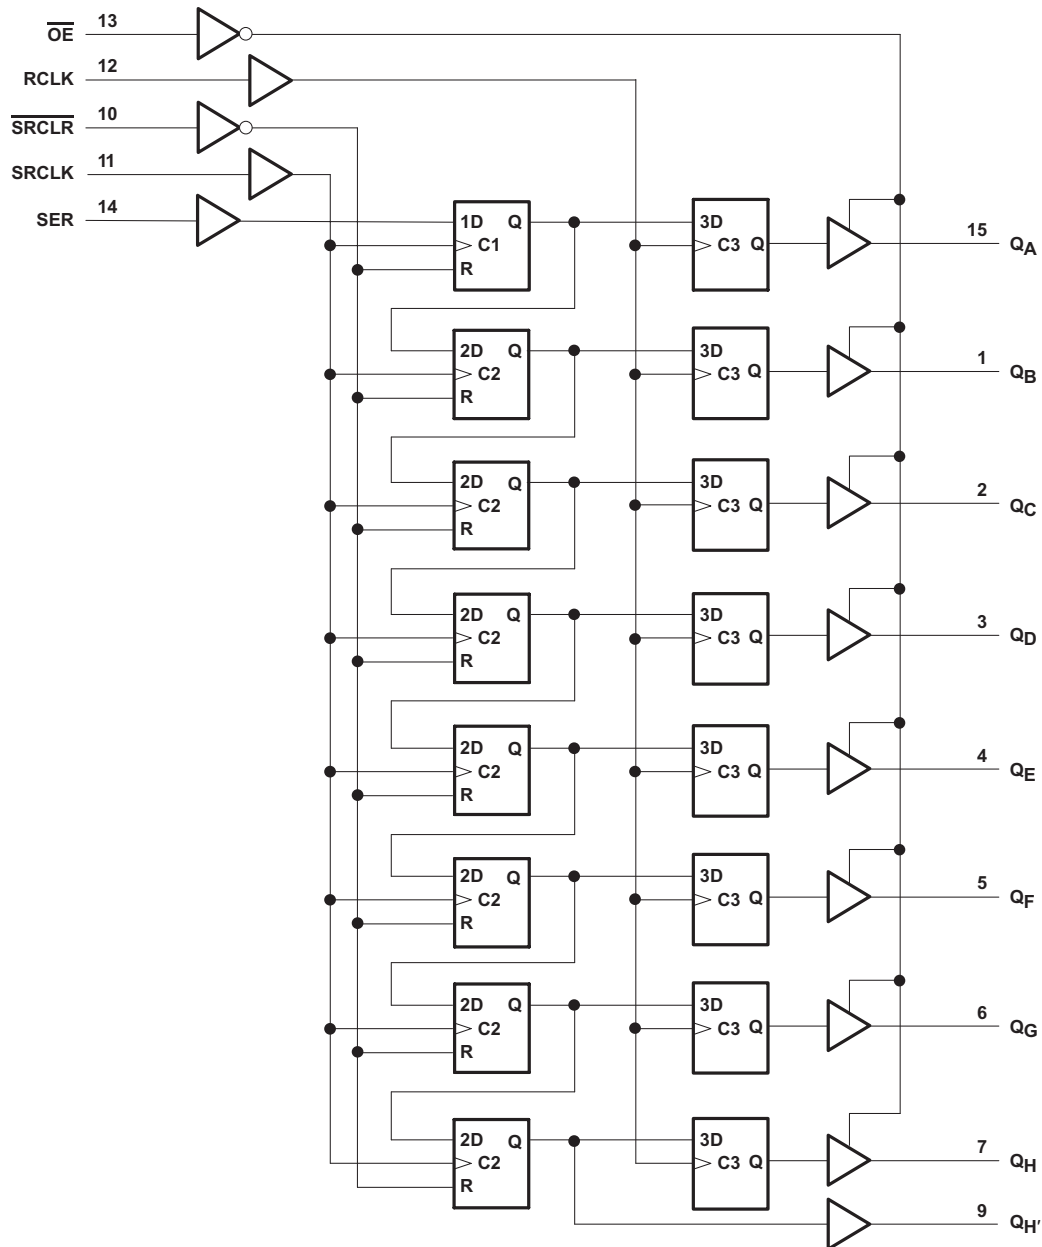 O̅E̅ 13
RCLK 12
S̅R̅C̅L̅R̅ 10
SRCLK 11
SER 14
1D Q 3D
C1 C3 Q 15 QA
R
2D Q 3D
C2 C3 Q 1 QB
R
2D Q 3D
C2 C3 Q 2 QC
R
2D Q 3D
C2 C3 Q 3 QD
R
2D Q 3D
C2 C3 Q 4 QE
R
2D Q 3D
C2 C3 Q 5 QF
R
2D Q 3D
C2 C3 Q 6 QG
R
2D Q 3D
C2 C3 Q 7 QH
R
9 QH′